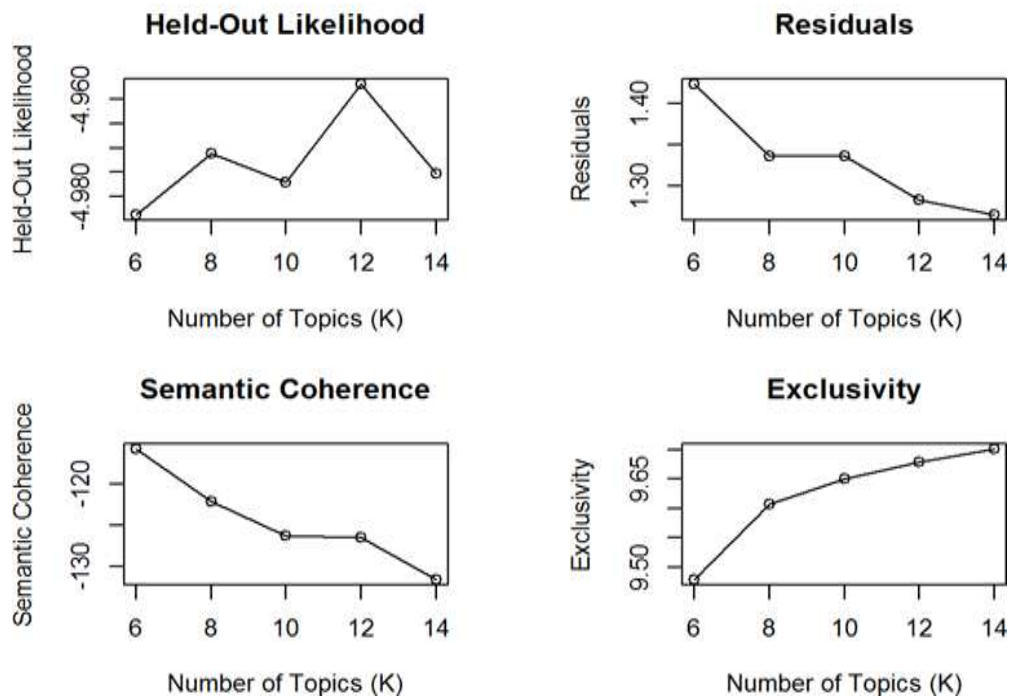 Held-Out Likelihood
Held-Out Likelihood
-4.960
-4.980
6 8 10 12 14
Number of Topics (K)
Residuals
Residuals
1.40
1.30
6 8 10 12 14
Number of Topics (K)
Semantic Coherence
Semantic Coherence
-120
-130
6 8 10 12 14
Number of Topics (K)
Exclusivity
Exclusivity
9.65
9.50
6 8 10 12 14
Number of Topics (K)